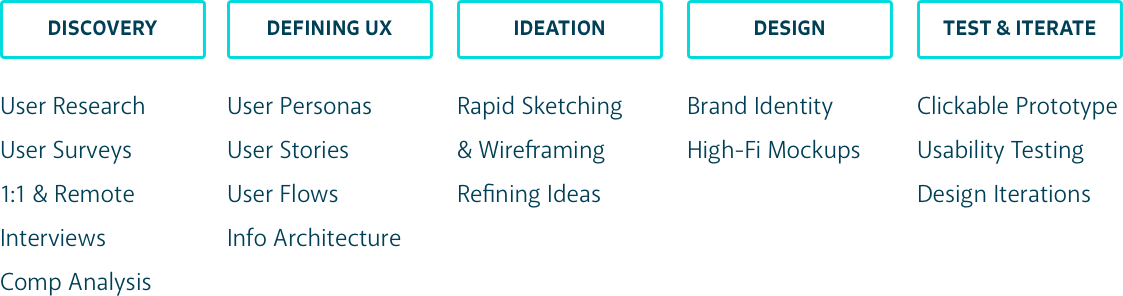 DISCOVERY
User Research
User Surveys
1:1 & Remote
Interviews
Comp Analysis
DEFINING UX
User Personas
User Stories
User Flows
Info Architecture
IDEATION
Rapid Sketching
& Wireframing
Refining Ideas
DESIGN
Brand Identity
High-Fi Mockups
TEST & ITERATE
Clickable Prototype
Usability Testing
Design Iterations